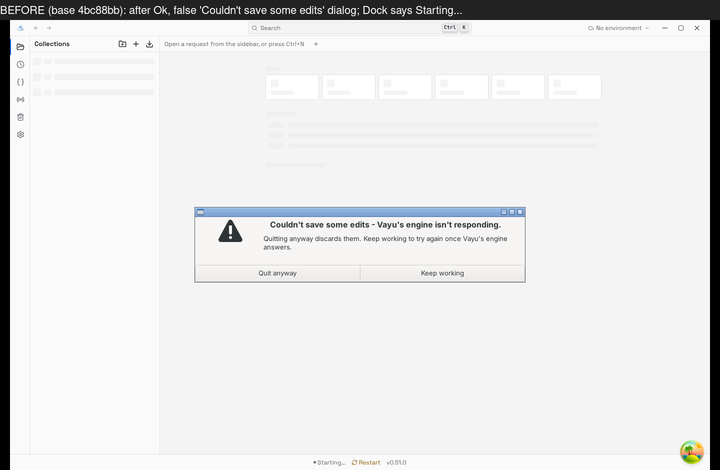 BEFORE (base 4bc88bb): after Ok, false 'Couldn't save some edits' dialog; Dock says Starting...
Search
Ctrl K
No environment
Collections
Open a request from the sidebar, or press Ctrl+N
Couldn't save some edits - Vayu's engine isn't responding.
Quitting anyway discards them. Keep working to try again once Vayu's engine
answers.
Quit anyway
Keep working
Starting...
Restart
v0.51.0